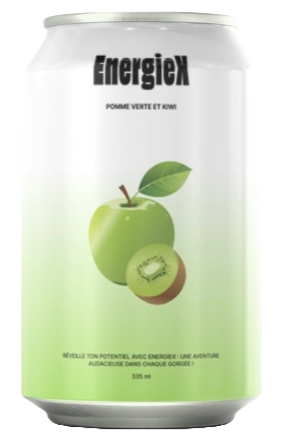 EnergieX
POMME VERTE ET KIWI
RÉVEILLE TON POTENTIEL AVEC ENERGIEX : UNE AVENTURE
AUDACIEUSE DANS CHAQUE GORGÉE !
335 ml